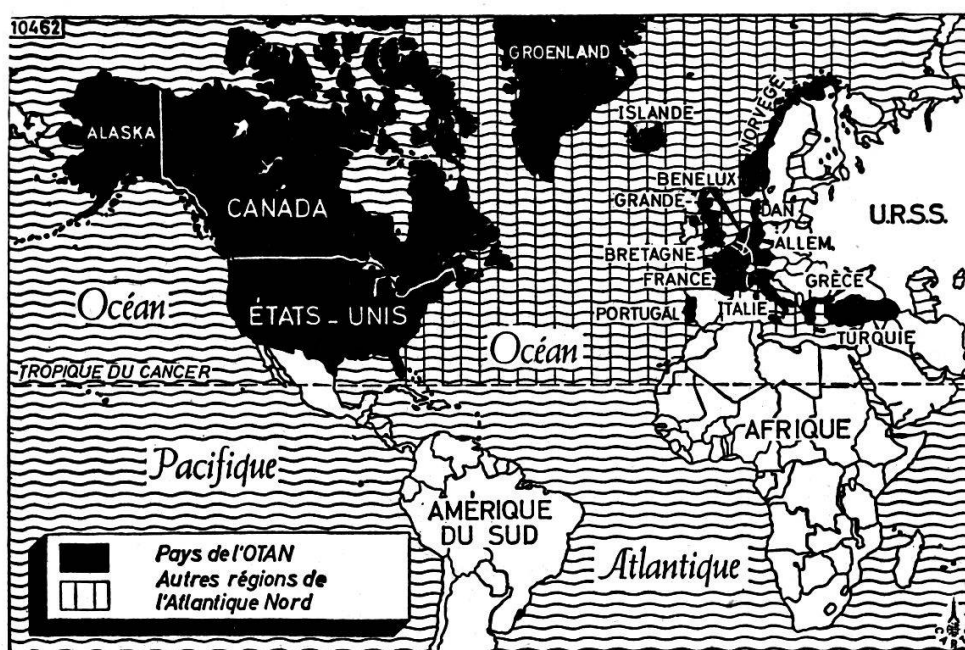 10462
GROENLAND
ALASKA
ISLANDE
NORVÈGE
CANADA
BENELUX
GRANDE
DAN
U.R.S.S.
BRETAGNE
ALLEM.
FRANCE
GRÈCE
Océan
ÉTATS - UNIS
PORTUGAL
ITALIE
Océan
TURQUIE
TROPIQUE DU CANCER
AFRIQUE
Pacifique
AMÉRIQUE
DU SUD
Atlantique
Pays de l'OTAN
Autres régions de
l'Atlantique Nord